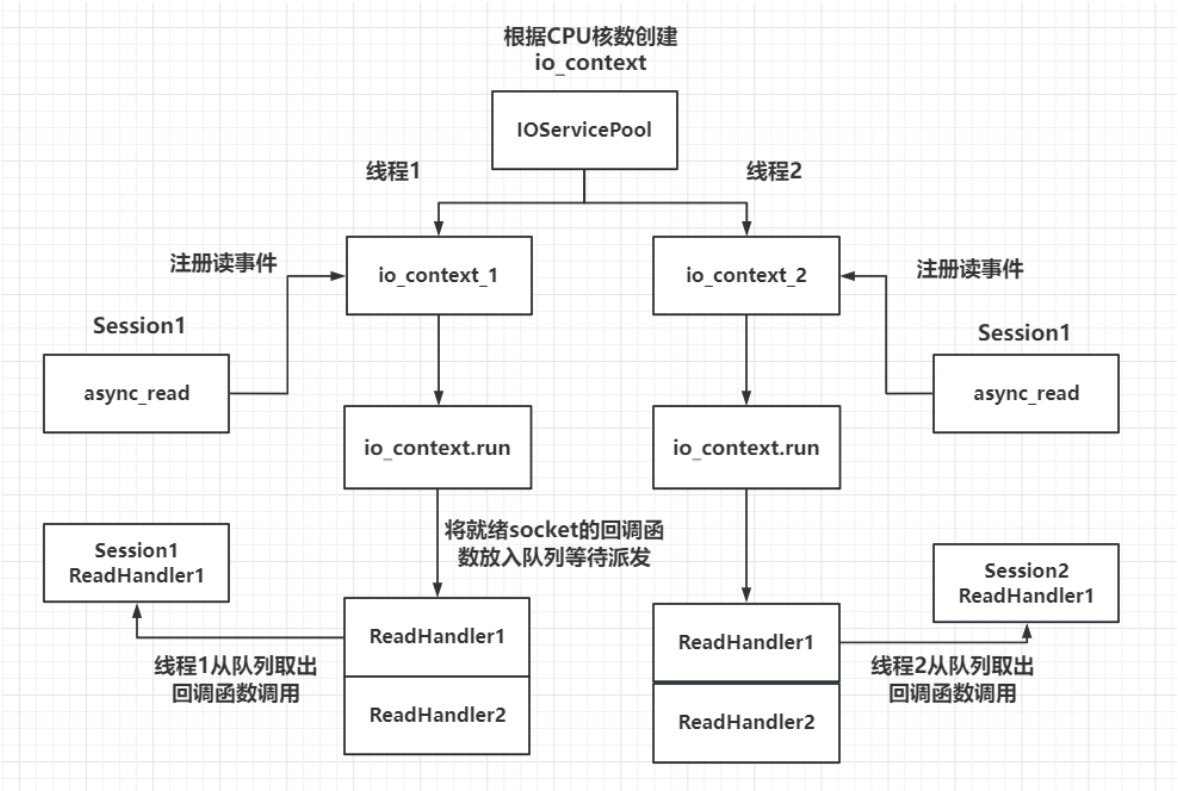 根据CPU核数创建
io_context
IOServicePool
线程1
线程2
注册读事件
io_context_1
io_context_2
注册读事件
Session1
Session1
async_read
async_read
io_context.run
io_context.run
将就绪socket的回调函
数放入队列等待派发
Session1
ReadHandler1
Session2
ReadHandler1
ReadHandler1
ReadHandler1
线程1从队列取出
回调函数调用
线程2从队列取出
回调函数调用
ReadHandler2
ReadHandler2